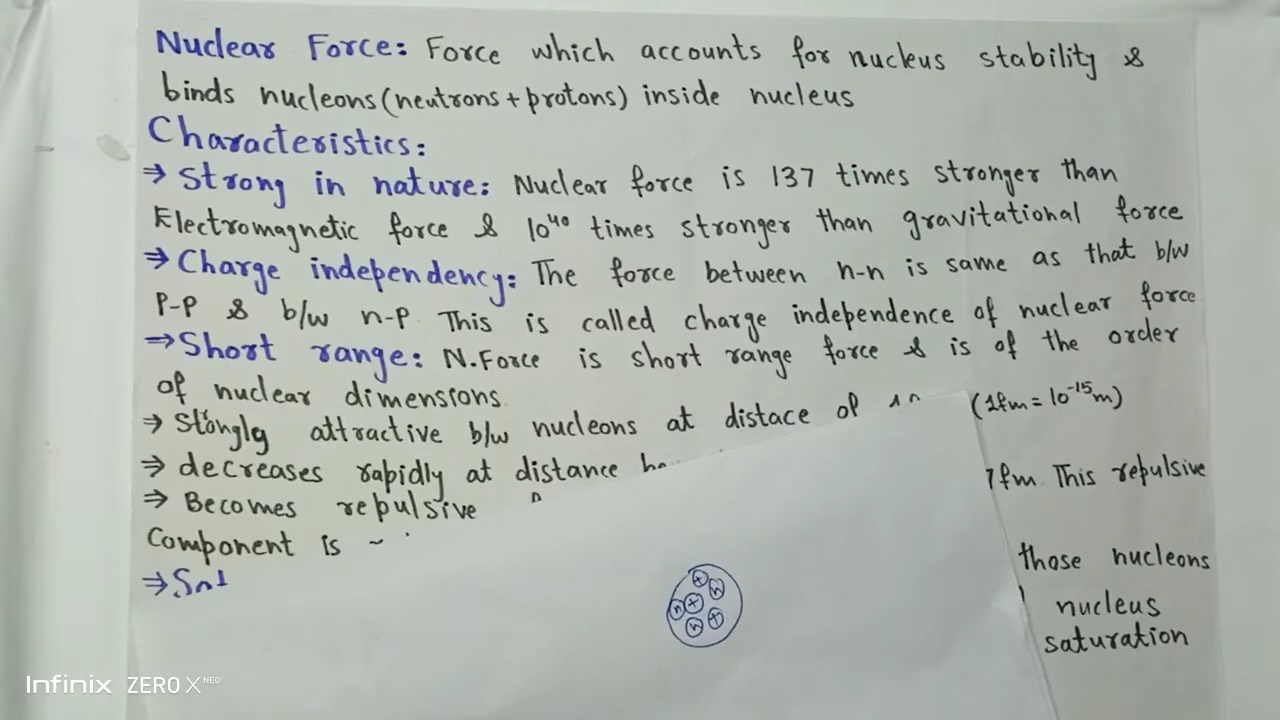 Nuclear Force: Force which accounts for nucleus stability &
binds nucleons (neutrons + protons) inside nucleus
Characteristics:
⇒ Strong in nature: Nuclear force is 137 times stronger than
Electromagnetic force & 10⁴⁰ times stronger than gravitational force
⇒ Charge independency: The force between n-n is same as that b/w
P-P & b/w n-p. This is called charge independence of nuclear force
⇒ Short range: N.Force is short range force & is of the order
of nuclear dimensions.
⇒ Stongly attractive b/w nucleons at distace of (1fm = 10⁻¹⁵m)
⇒ decreases rapidly at distance
⇒ Becomes repulsive 7fm. This repulsive
Component is
⇒ those nucleons
nucleus
saturation
+ n
n +
n +
Infinix ZERO X NEO